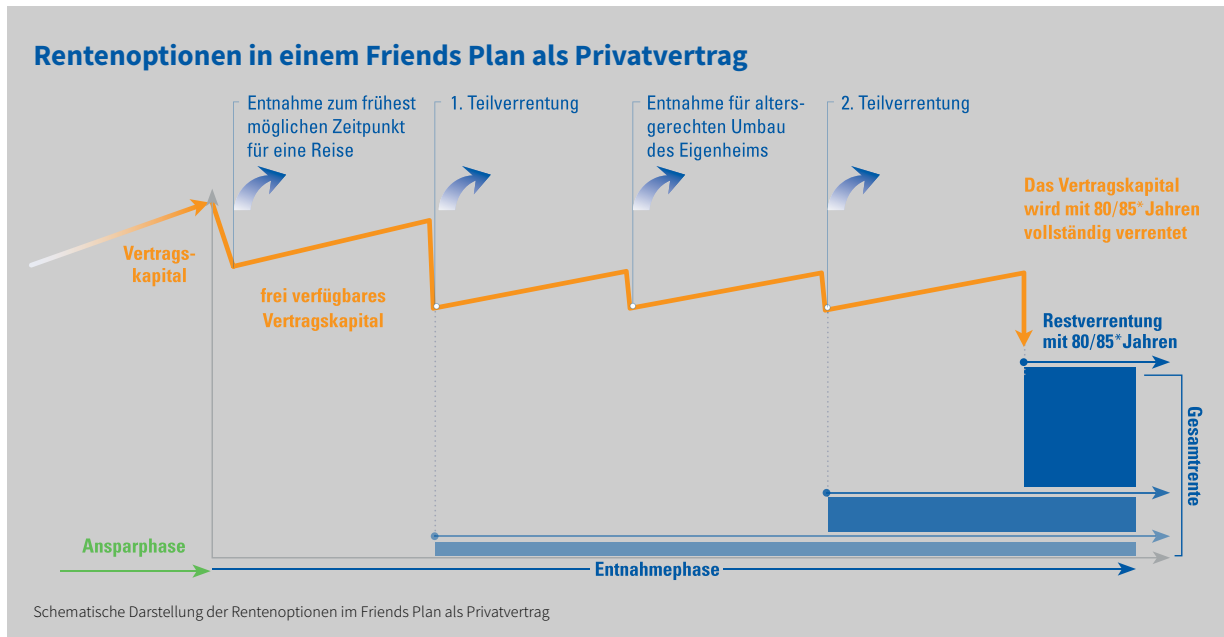 Rentenoptionen in einem Friends Plan als Privatvertrag
Entnahme zum frühest
möglichen Zeitpunkt
für eine Reise
1. Teilverrentung
Entnahme für alters-
gerechten Umbau
des Eigenheims
2. Teilverrentung
Das Vertragskapital
wird mit 80/85* Jahren
vollständig verrentet
Vertrags-
kapital
frei verfügbares
Vertragskapital
Restverrentung
mit 80/85* Jahren
Gesamtrente
Ansparphase
Entnahmephase
Schematische Darstellung der Rentenoptionen im Friends Plan als Privatvertrag